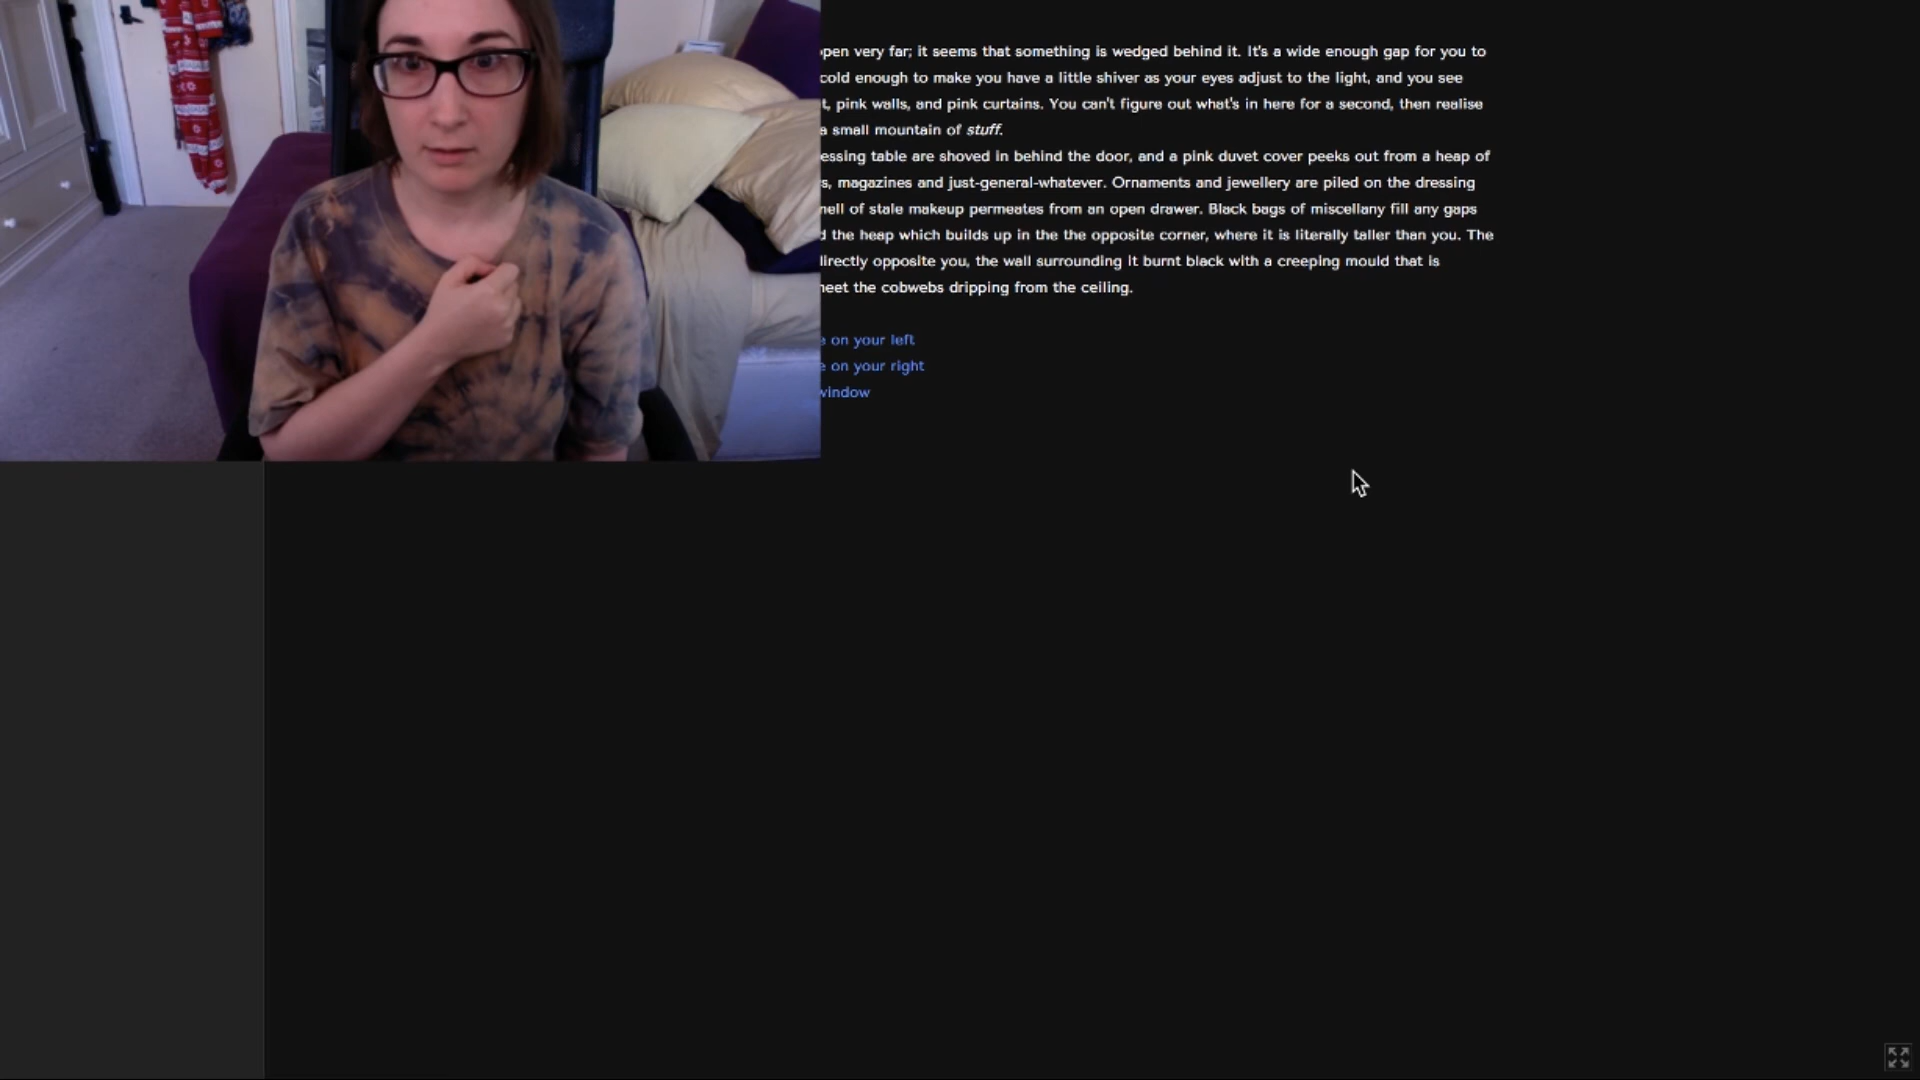 open very far; it seems that something is wedged behind it. It's a wide enough gap for you to
cold enough to make you have a little shiver as your eyes adjust to the light, and you see
t, pink walls, and pink curtains. You can't figure out what's in here for a second, then realise
a small mountain of stuff.
essing table are shoved in behind the door, and a pink duvet cover peeks out from a heap of
s, magazines and just-general-whatever. Ornaments and jewellery are piled on the dressing
nell of stale makeup permeates from an open drawer. Black bags of miscellany fill any gaps
d the heap which builds up in the the opposite corner, where it is literally taller than you. The
directly opposite you, the wall surrounding it burnt black with a creeping mould that is
neet the cobwebs dripping from the ceiling.
e on your left
e on your right
window